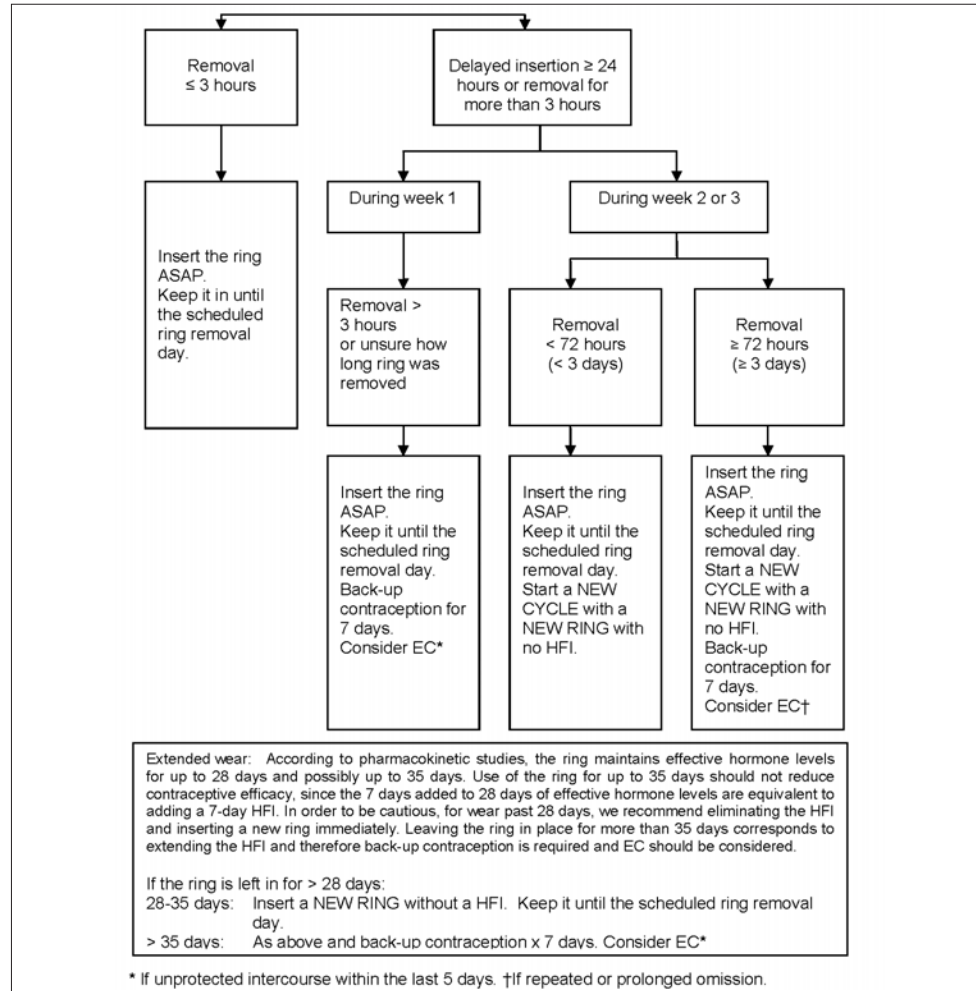 Removal
≤ 3 hours
Delayed insertion ≥ 24
hours or removal for
more than 3 hours
During week 1
During week 2 or 3
Insert the ring
ASAP.
Keep it in until
the scheduled
ring removal
day.
Removal >
3 hours
or unsure how
long ring was
removed
Removal
< 72 hours
(< 3 days)
Removal
≥ 72 hours
(≥ 3 days)
Insert the ring
ASAP.
Keep it until the
scheduled ring
removal day.
Back-up
contraception for
7 days.
Consider EC*
Insert the ring
ASAP.
Keep it until the
scheduled ring
removal day.
Start a NEW
CYCLE with a
NEW RING with
no HFI.
Insert the ring
ASAP.
Keep it until the
scheduled ring
removal day.
Start a NEW
CYCLE with a
NEW RING with
no HFI.
Back-up
contraception for
7 days.
Consider EC†
Extended wear: According to pharmacokinetic studies, the ring maintains effective hormone levels
for up to 28 days and possibly up to 35 days. Use of the ring for up to 35 days should not reduce
contraceptive efficacy, since the 7 days added to 28 days of effective hormone levels are equivalent to
adding a 7-day HFI. In order to be cautious, for wear past 28 days, we recommend eliminating the HFI
and inserting a new ring immediately. Leaving the ring in place for more than 35 days corresponds to
extending the HFI and therefore back-up contraception is required and EC should be considered.
If the ring is left in for > 28 days:
28-35 days: Insert a NEW RING without a HFI. Keep it until the scheduled ring removal
day.
> 35 days: As above and back-up contraception x 7 days. Consider EC*
* If unprotected intercourse within the last 5 days. †If repeated or prolonged omission.